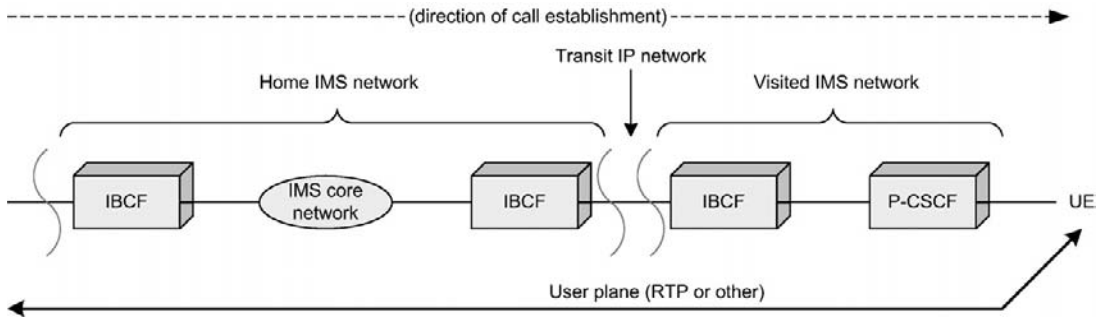 (direction of call establishment)
Transit IP network
Home IMS network
Visited IMS network
IBCF
IMS core
network
IBCF
IBCF
P-CSCF
UE
User plane (RTP or other)